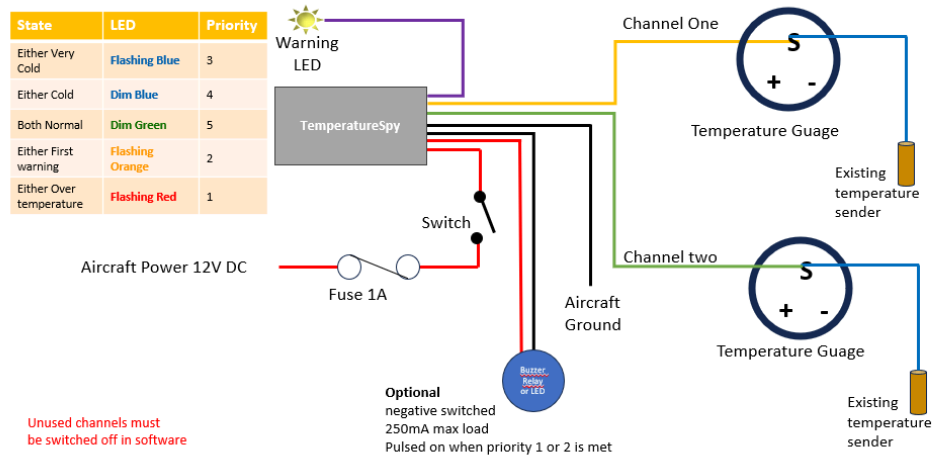 State LED Priority
Either Very
Cold
Flashing Blue 3
Either Cold Dim Blue 4
Both Normal Dim Green 5
Either First
warning
Flashing
Orange
2
Either Over
temperature
Flashing Red 1
Warning
LED
TemperatureSpy
Channel One
S
+ -
Temperature Guage
Existing
temperature
sender
Switch
Aircraft Power 12V DC
Fuse 1A
Channel two
S
+ -
Temperature Guage
Aircraft
Ground
Existing
temperature
sender
Buzzer
Relay
or LED
Optional
negative switched
250mA max load
Pulsed on when priority 1 or 2 is met
Unused channels must
be switched off in software